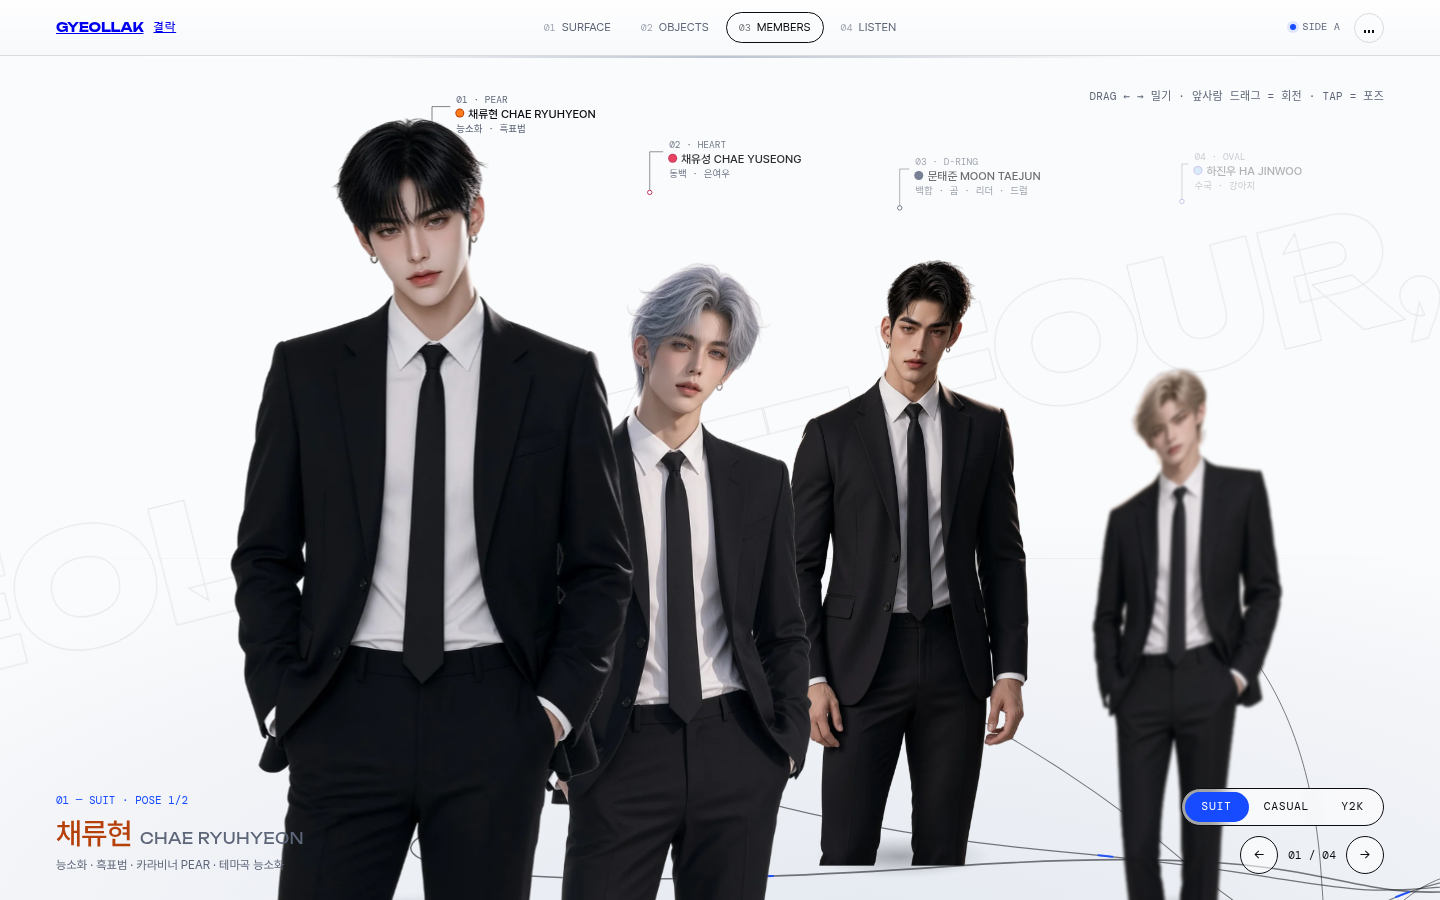 GYEOLLAK 결락
01 SURFACE 02 OBJECTS 03 MEMBERS 04 LISTEN
SIDE A ...
DRAG ← → 밀기 · 앞사람 드래그 = 회전 · TAP = 포즈
01 · PEAR
채류현 CHAE RYUHYEON
능소화 · 흑표범
02 · HEART
채유성 CHAE YUSEONG
동백 · 은여우
03 · D-RING
문태준 MOON TAEJUN
백합 · 곰 · 리더 · 드럼
04 · OVAL
하진우 HA JINWOO
수국 · 강아지
FOUR,
01 — SUIT · POSE 1/2
채류현 CHAE RYUHYEON
능소화 · 흑표범 · 카라비너 PEAR · 테마곡 능소화
SUIT CASUAL Y2K
← 01 / 04 →